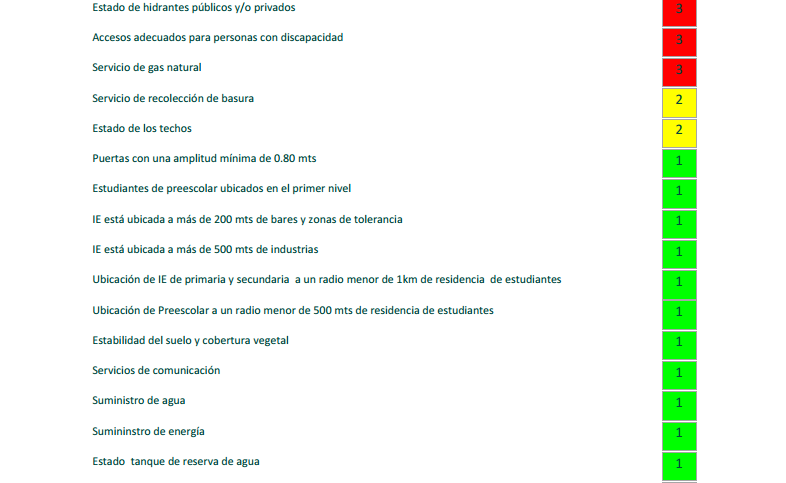 Estado de hidrantes públicos y/o privados 3
Accesos adecuados para personas con discapacidad 3
Servicio de gas natural 3
Servicio de recolección de basura 2
Estado de los techos 2
Puertas con una amplitud mínima de 0.80 mts 1
Estudiantes de preescolar ubicados en el primer nivel 1
IE está ubicada a más de 200 mts de bares y zonas de tolerancia 1
IE está ubicada a más de 500 mts de industrias 1
Ubicación de IE de primaria y secundaria a un radio menor de 1km de residencia de estudiantes 1
Ubicación de Preescolar a un radio menor de 500 mts de residencia de estudiantes 1
Estabilidad del suelo y cobertura vegetal 1
Servicios de comunicación 1
Suministro de agua 1
Sumininstro de energía 1
Estado tanque de reserva de agua 1